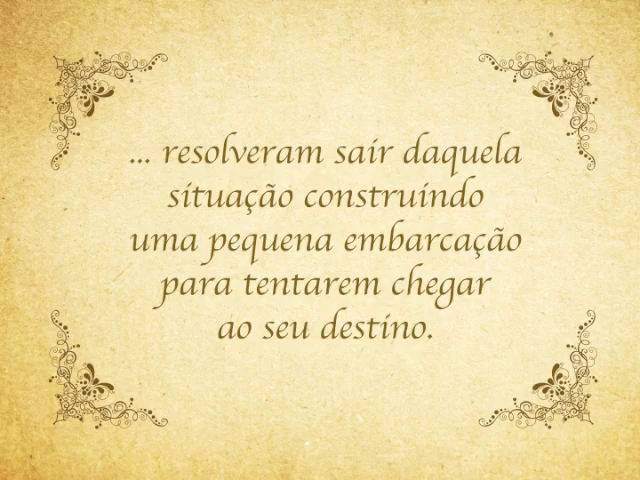 ... resolveram sair daquela
situação construindo
uma pequena embarcação
para tentarem chegar
ao seu destino.